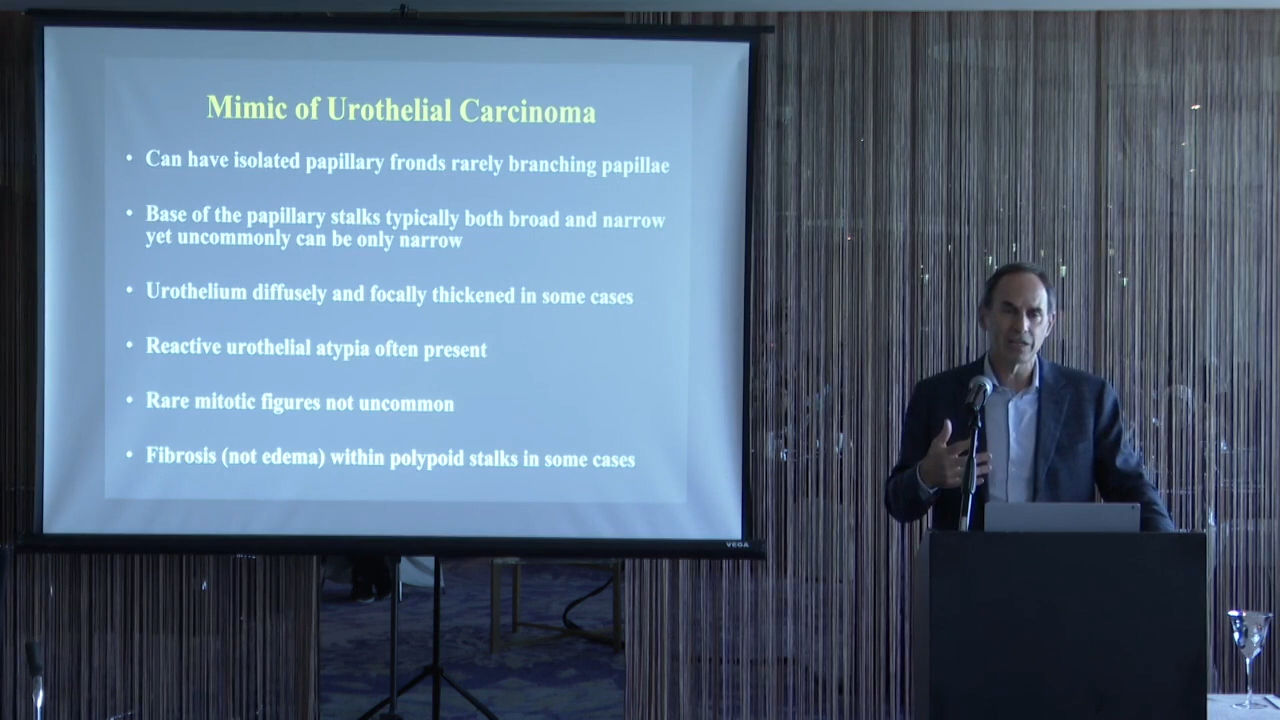 Mimic of Urothelial Carcinoma
• Can have isolated papillary fronds rarely branching papillae
• Base of the papillary stalks typically both broad and narrow
yet uncommonly can be only narrow
• Urothelium diffusely and focally thickened in some cases
• Reactive urothelial atypia often present
• Rare mitotic figures not uncommon
• Fibrosis (not edema) within polypoid stalks in some cases
VEGA